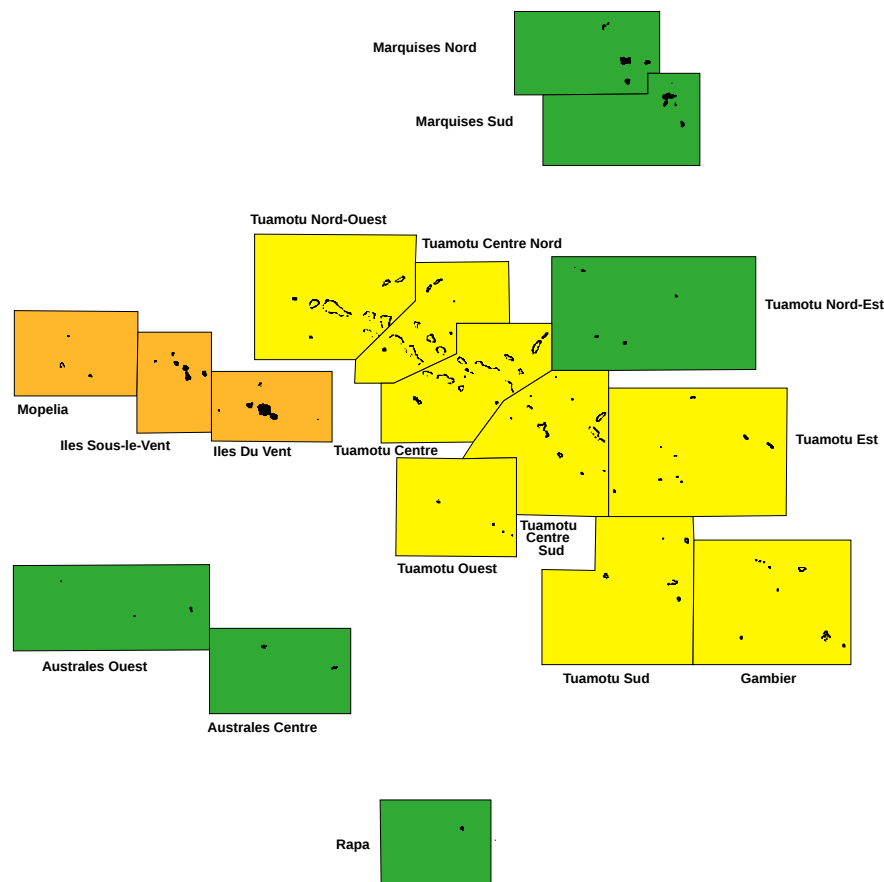 Marquises Nord
Marquises Sud
Tuamotu Nord-Ouest
Tuamotu Centre Nord
Tuamotu Nord-Est
Mopelia
Iles Sous-le-Vent
Iles Du Vent
Tuamotu Centre
Tuamotu Est
Tuamotu
Centre
Sud
Tuamotu Ouest
Australes Ouest
Tuamotu Sud
Gambier
Australes Centre
Rapa